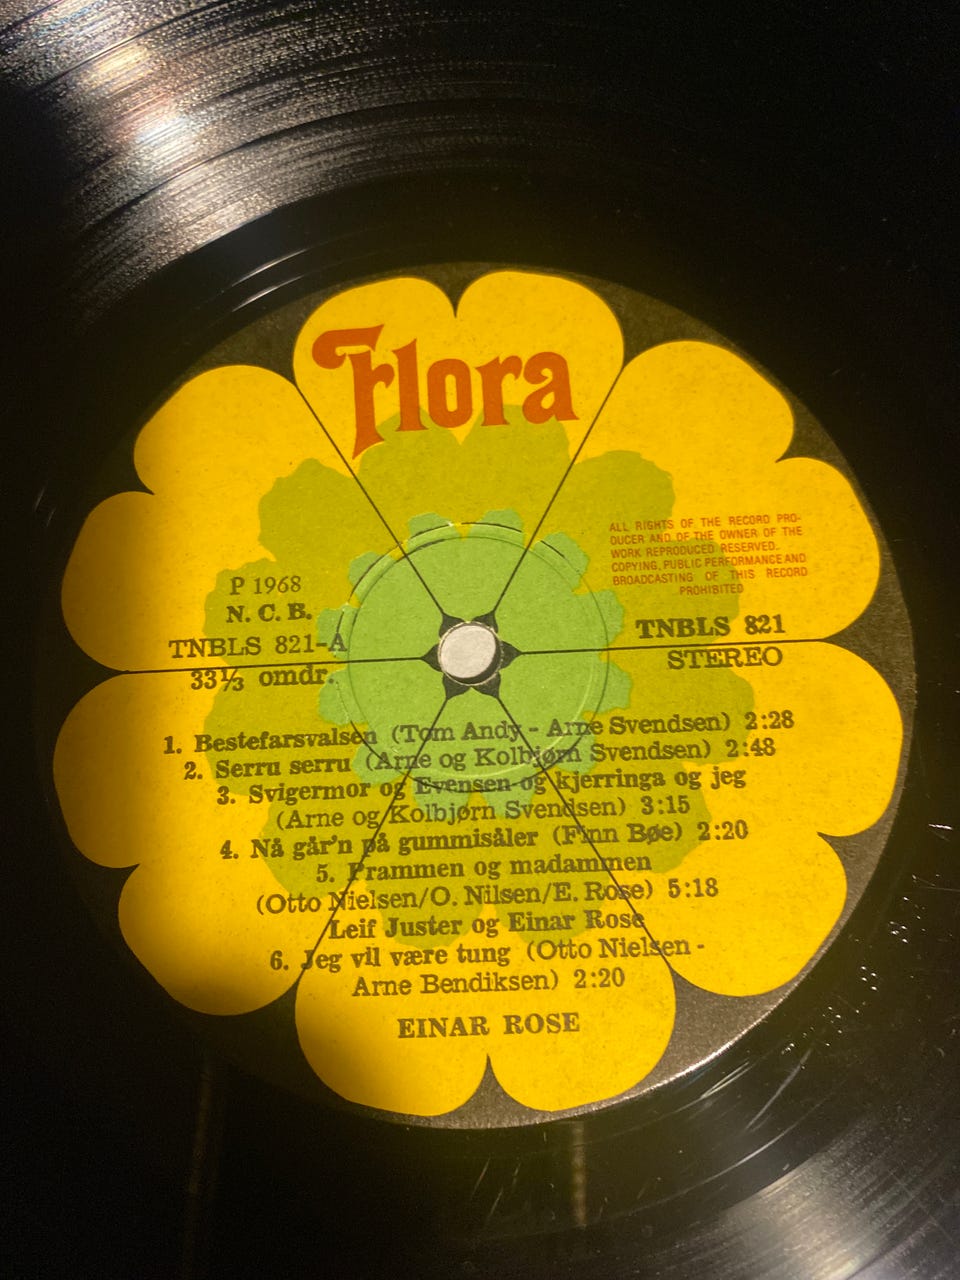 Flora
ALL RIGHTS OF THE RECORD PRO-
DUCER AND OF THE OWNER OF THE
WORK REPRODUCED RESERVED.
COPYING, PUBLIC PERFORMANCE AND
BROADCASTING OF THIS RECORD
PROHIBITED
P 1968
N. C. B.
TNBLS 821-A
33⅓ omdr.
TNBLS 821
STEREO
1. Bestefarsvalsen (Tom Andy - Arne Svendsen) 2:28
2. Serru serru (Arne og Kolbjørn Svendsen) 2:48
3. Svigermor og Evensen og kjerringa og jeg
(Arne og Kolbjørn Svendsen) 3:15
4. Nå går'n på gummisåler (Finn Bøe) 2:20
5. Prammen og madammen
(Otto Nielsen/O. Nilsen/E. Rose) 5:18
Leif Juster og Einar Rose
6. Jeg vil være tung (Otto Nielsen -
Arne Bendiksen) 2:20
EINAR ROSE